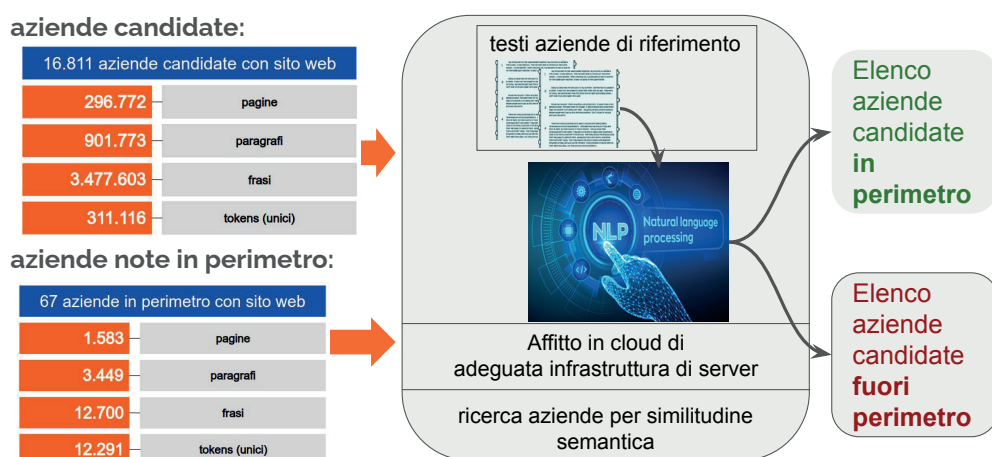 aziende candidate:
16.811 aziende candidate con sito web
296.772 pagine
901.773 paragrafi
3.477.603 frasi
311.116 tokens (unici)
aziende note in perimetro:
67 aziende in perimetro con sito web
1.583 pagine
3.449 paragrafi
12.700 frasi
12.291 tokens (unici)
testi aziende di riferimento
NLP
Natural language
processing
Affitto in cloud di
adeguata infrastruttura di server
ricerca aziende per similitudine
semantica
Elenco
aziende
candidate
in
perimetro
Elenco
aziende
candidate
fuori
perimetro